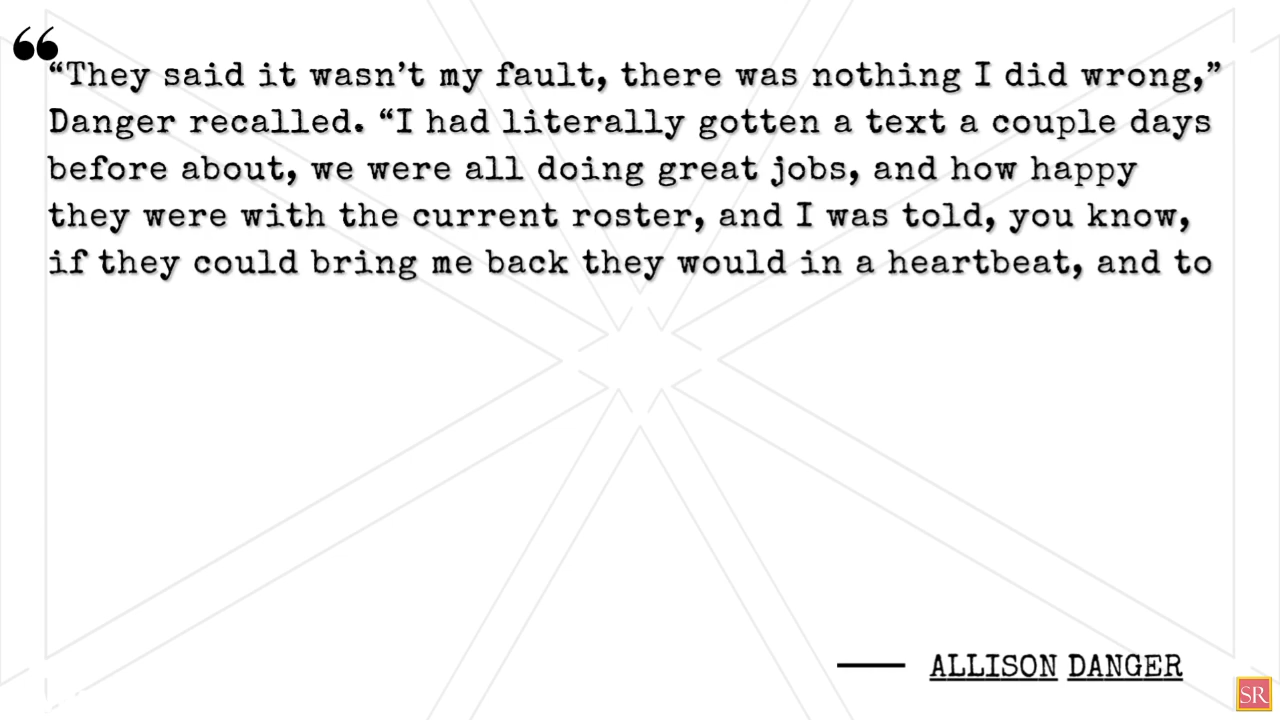 “
“They said it wasn’t my fault, there was nothing I did wrong,”
Danger recalled. “I had literally gotten a text a couple days
before about, we were all doing great jobs, and how happy
they were with the current roster, and I was told, you know,
if they could bring me back they would in a heartbeat, and to
ALLISON DANGER
SR